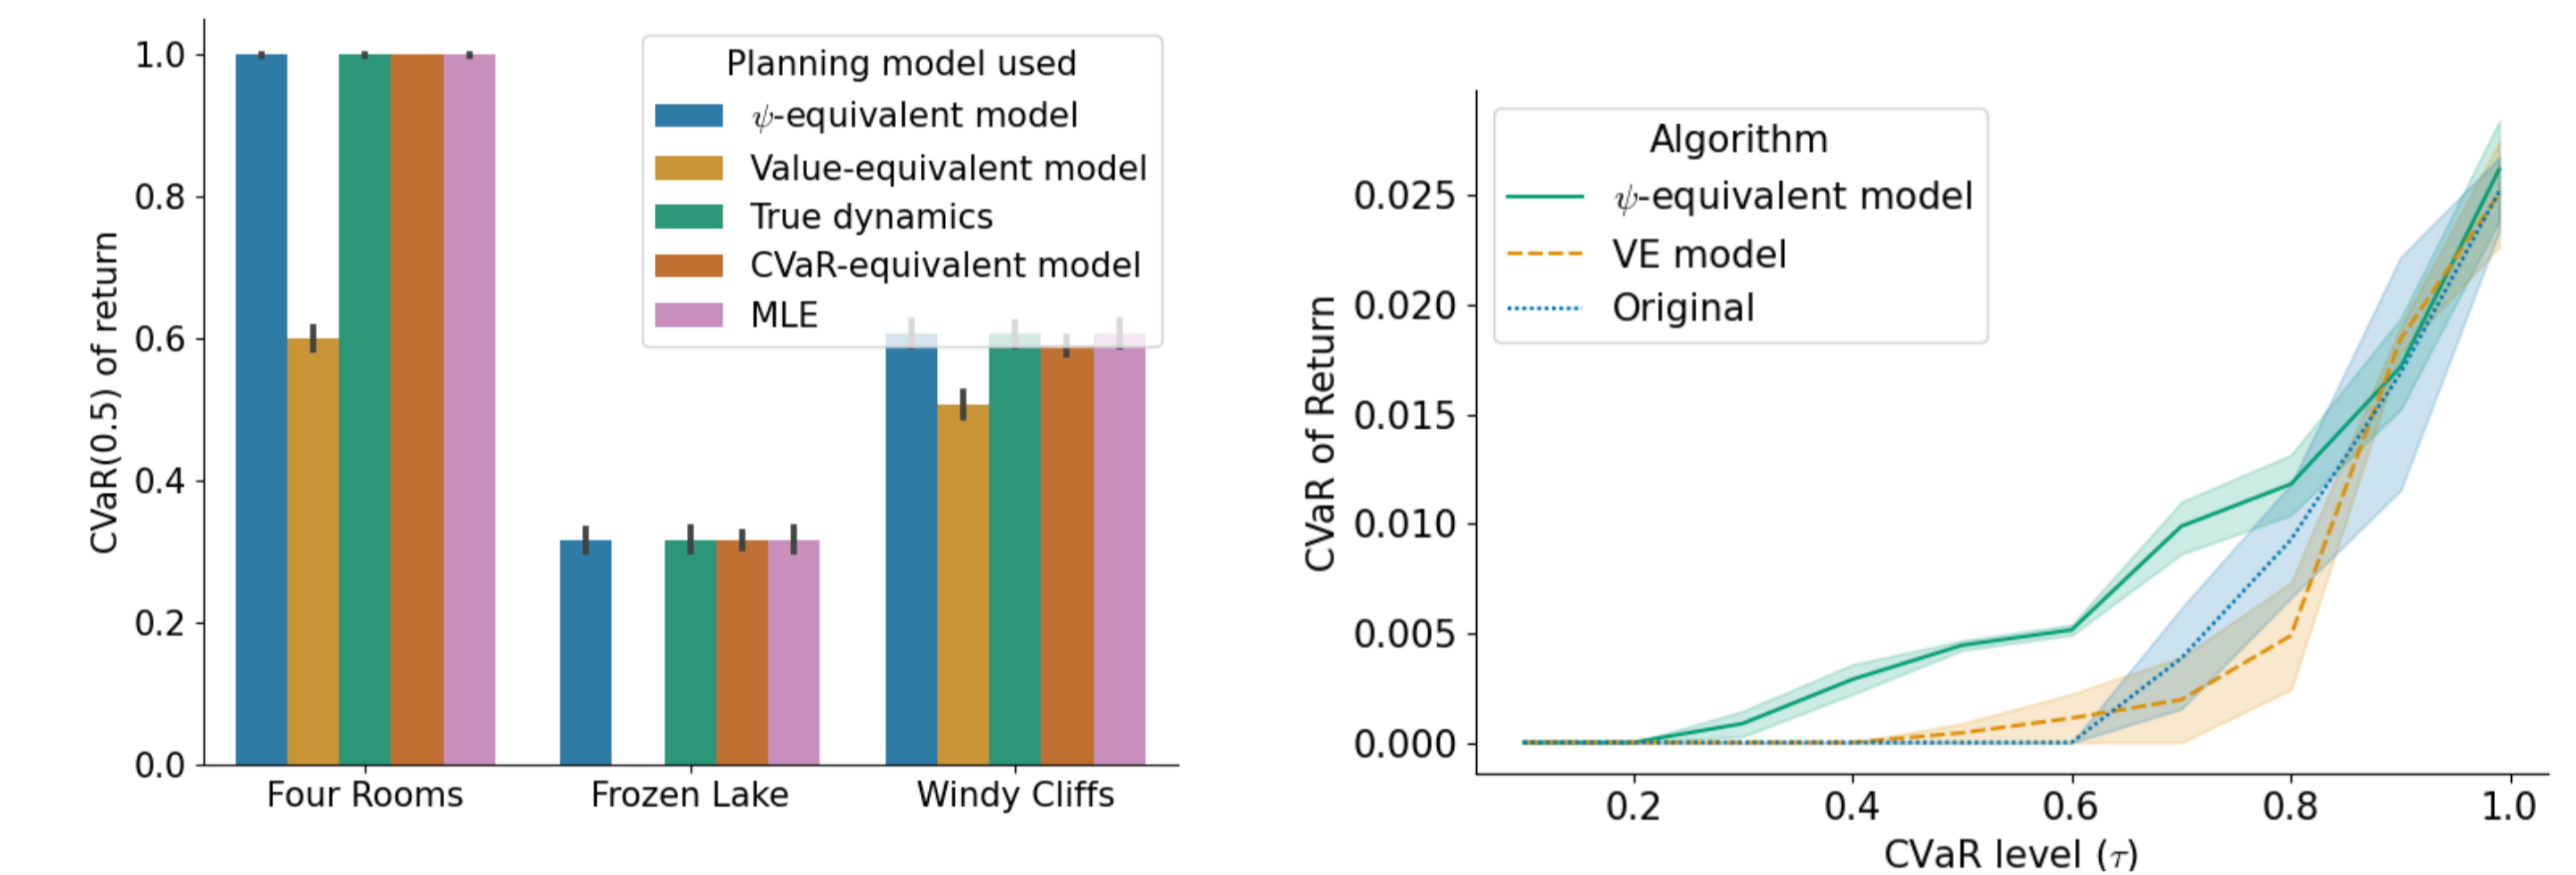 CVaR(0.5) of return
1.0
0.8
0.6
0.4
0.2
0.0
Planning model used
ψ-equivalent model
Value-equivalent model
True dynamics
CVaR-equivalent model
MLE
Four Rooms Frozen Lake Windy Cliffs
CVaR of Return
0.025
0.020
0.015
0.010
0.005
0.000
Algorithm
ψ-equivalent model
VE model
Original
0.2 0.4 0.6 0.8 1.0
CVaR level (τ)